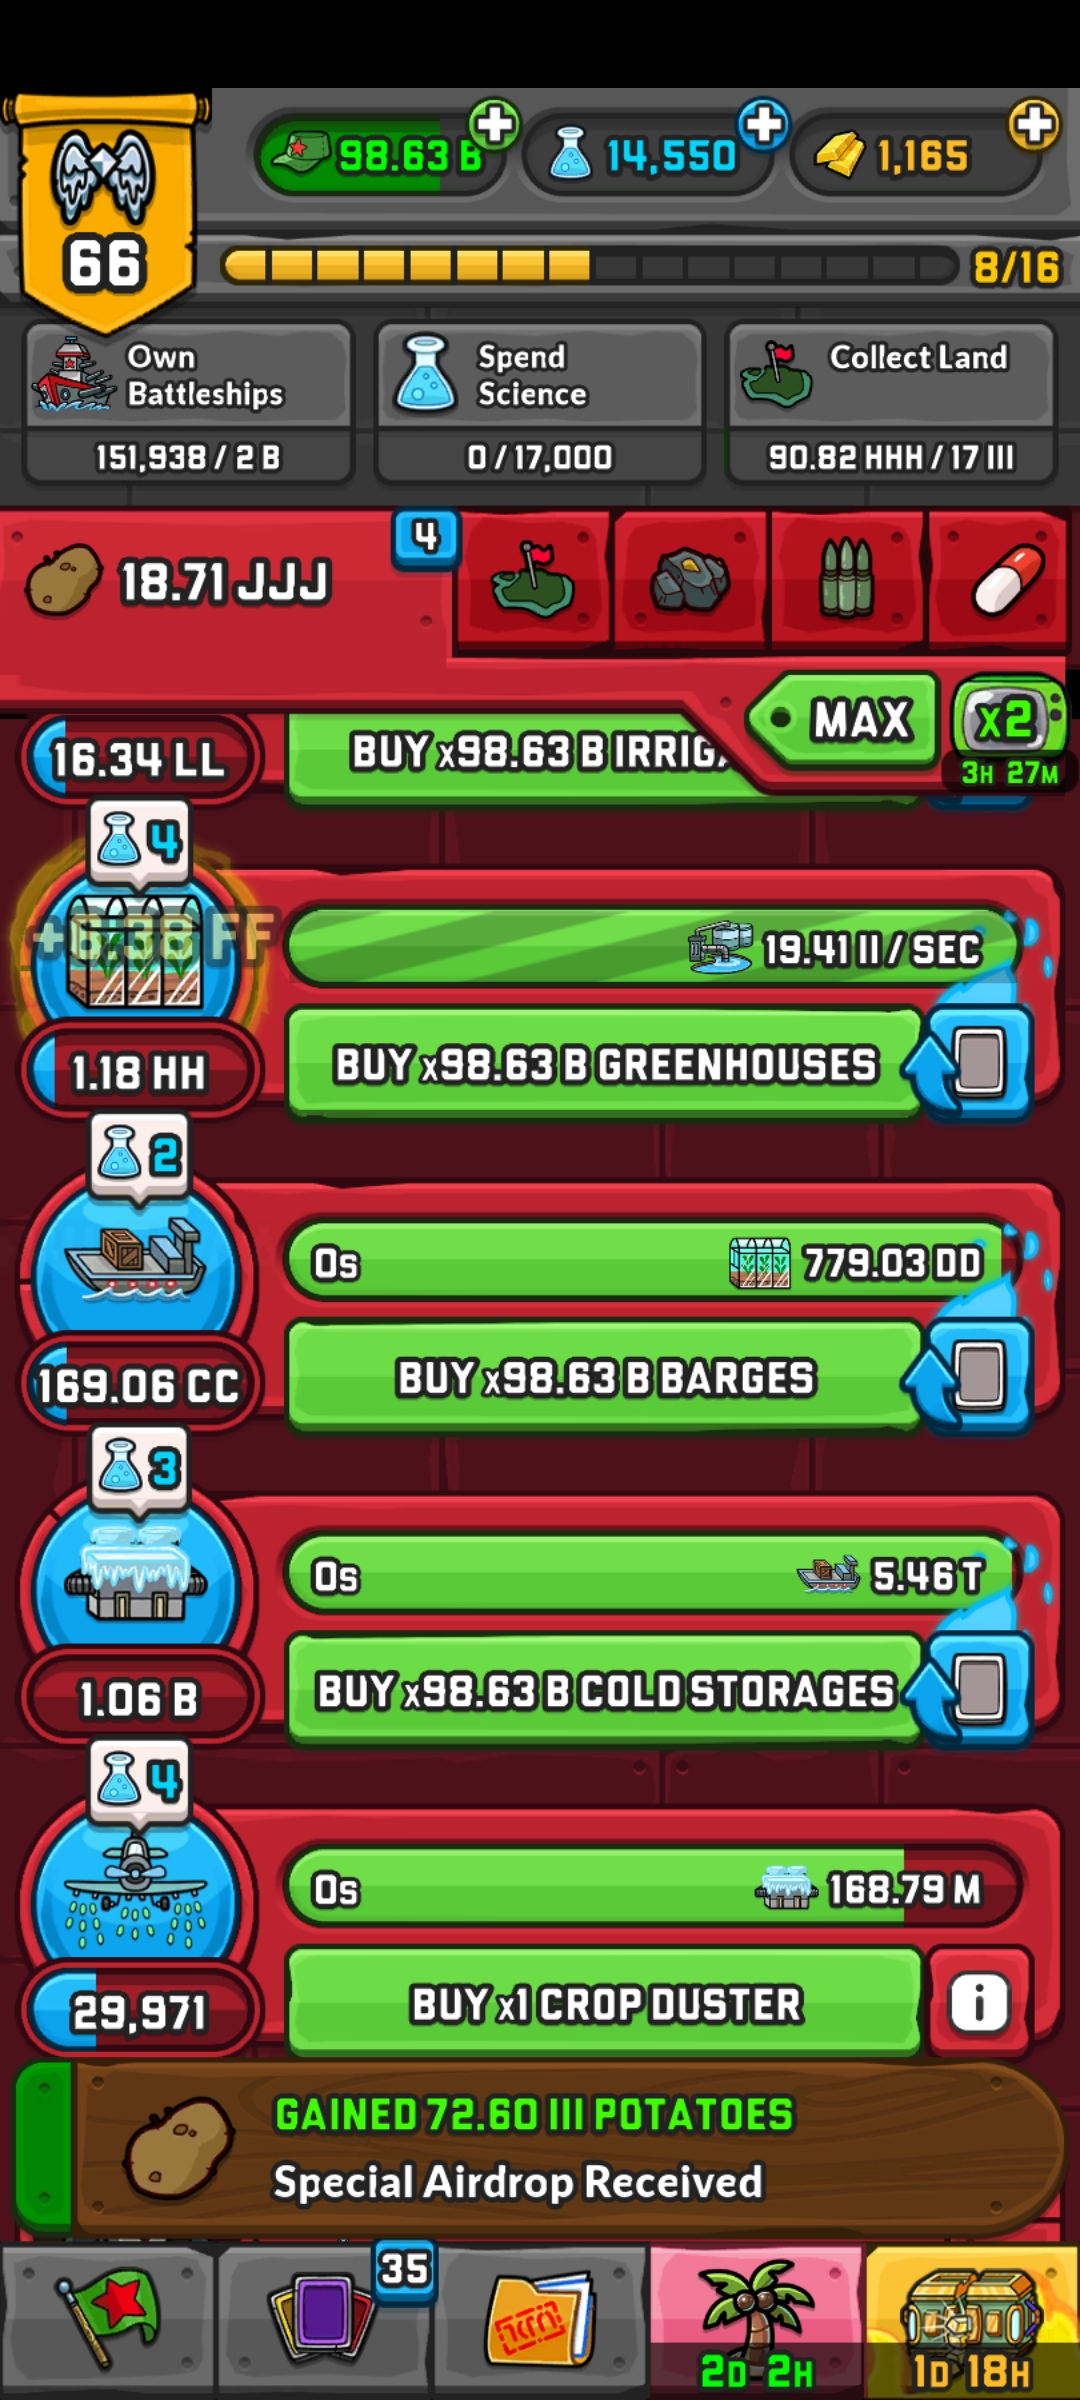 98.63 B
14,550
1,165
66
8/16
Own
Battleships
151,938 / 2 B
Spend
Science
0 / 17,000
Collect Land
90.82 HHH / 17 III
18.71 JJJ
4
MAX
x2
3H 27M
16.34 LL
BUY x98.63 B IRRIG
4
+8.38 FF
19.41 II / SEC
1.18 HH
BUY x98.63 B GREENHOUSES
2
0s
779.03 DD
169.06 CC
BUY x98.63 B BARGES
3
0s
5.46 T
1.06 B
BUY x98.63 B COLD STORAGES
4
0s
168.79 M
29,971
BUY x1 CROP DUSTER
i
GAINED 72.60 III POTATOES
Special Airdrop Received
35
2D 2H
1D 18H